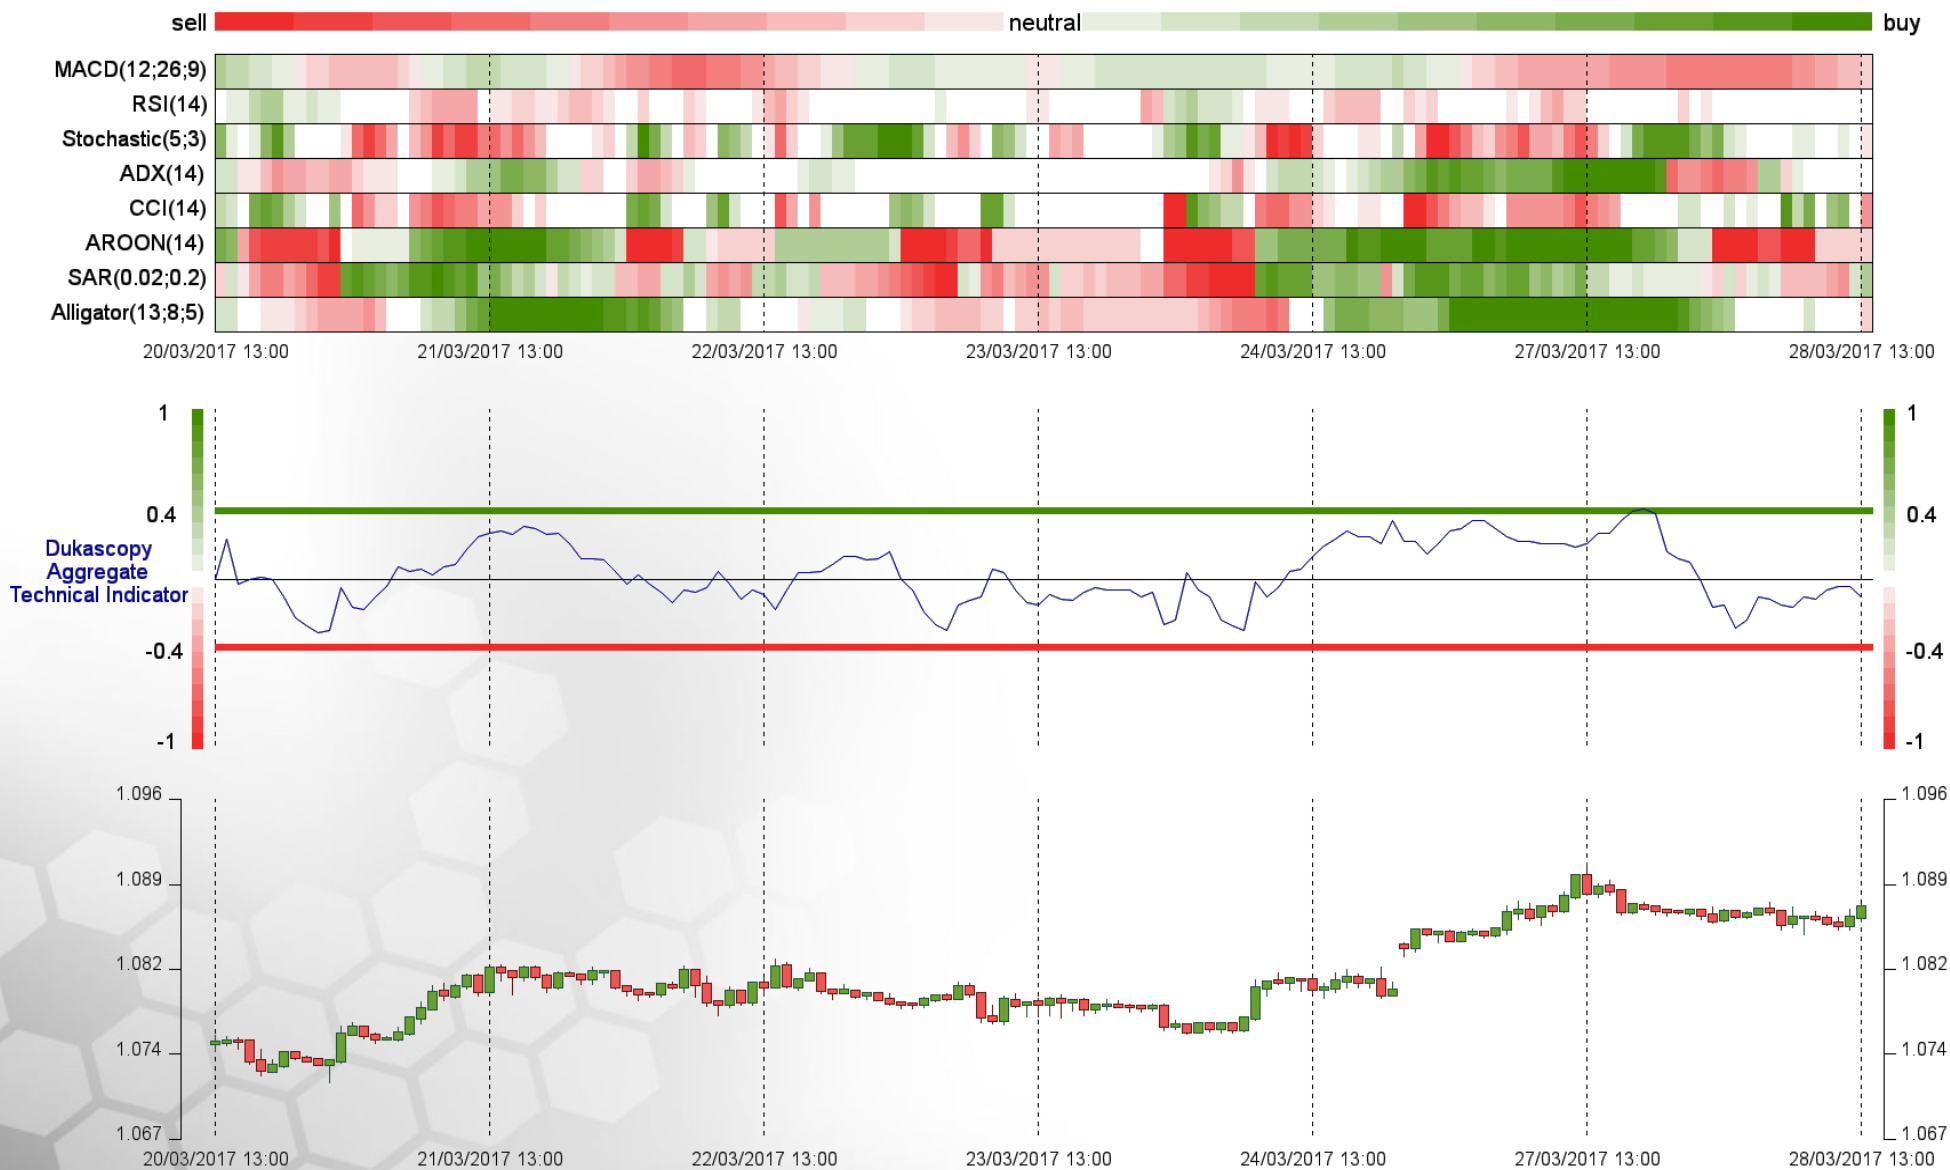 sell neutral buy
MACD(12;26;9)
RSI(14)
Stochastic(5;3)
ADX(14)
CCI(14)
AROON(14)
SAR(0.02;0.2)
Alligator(13;8;5)
20/03/2017 13:00 21/03/2017 13:00 22/03/2017 13:00 23/03/2017 13:00 24/03/2017 13:00 27/03/2017 13:00 28/03/2017 13:00
1 1
0.4 0.4
Dukascopy
Aggregate
Technical Indicator
-0.4 -0.4
-1 -1
1.096 1.096
1.089 1.089
1.082 1.082
1.074 1.074
1.067 1.067
20/03/2017 13:00 21/03/2017 13:00 22/03/2017 13:00 23/03/2017 13:00 24/03/2017 13:00 27/03/2017 13:00 28/03/2017 13:00